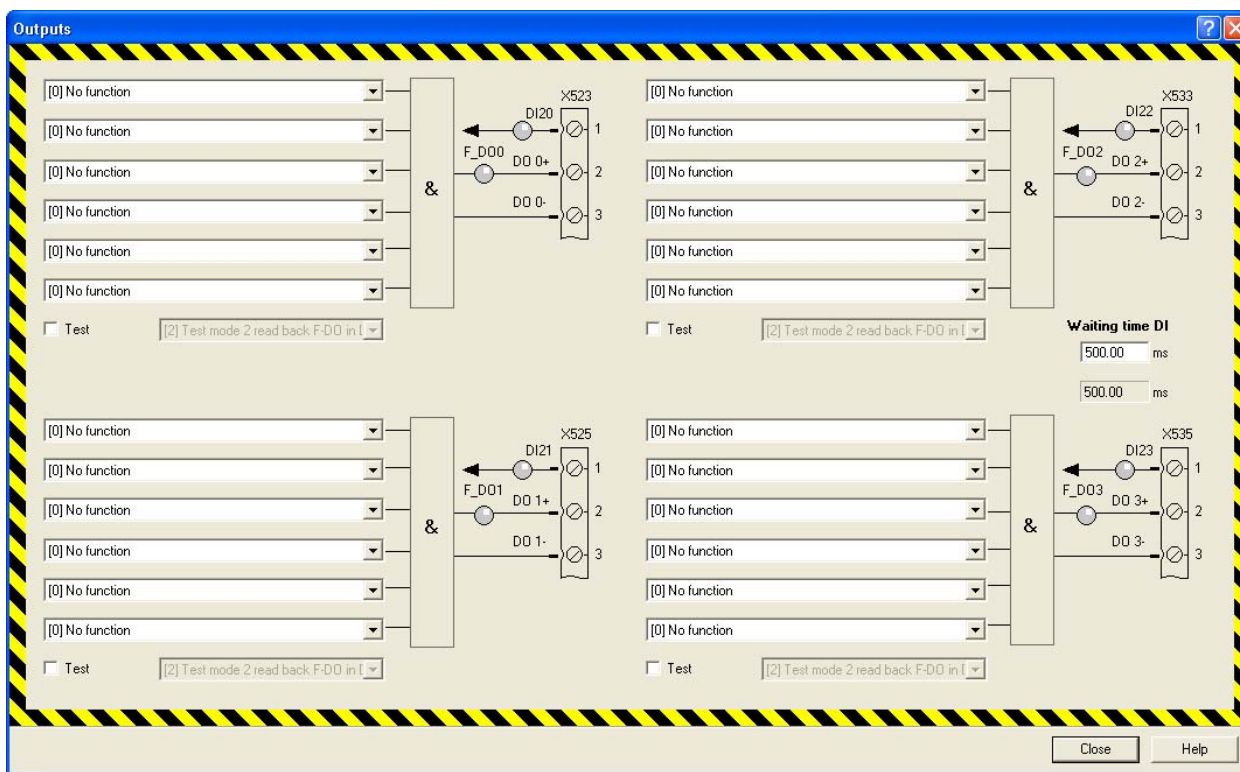 Outputs
[0] No function
[0] No function
[0] No function
[0] No function
[0] No function
[0] No function
&
X523
DI20
1
F_DO0
DO 0+
2
DO 0-
3
Test
[2] Test mode 2 read back F-DO in
[0] No function
[0] No function
[0] No function
[0] No function
[0] No function
[0] No function
&
X533
DI22
1
F_DO2
DO 2+
2
DO 2-
3
Test
[2] Test mode 2 read back F-DO in
Waiting time DI
500.00 ms
500.00 ms
[0] No function
[0] No function
[0] No function
[0] No function
[0] No function
[0] No function
&
X525
DI21
1
F_DO1
DO 1+
2
DO 1-
3
Test
[2] Test mode 2 read back F-DO in
[0] No function
[0] No function
[0] No function
[0] No function
[0] No function
[0] No function
&
X535
DI23
1
F_DO3
DO 3+
2
DO 3-
3
Test
[2] Test mode 2 read back F-DO in
Close
Help